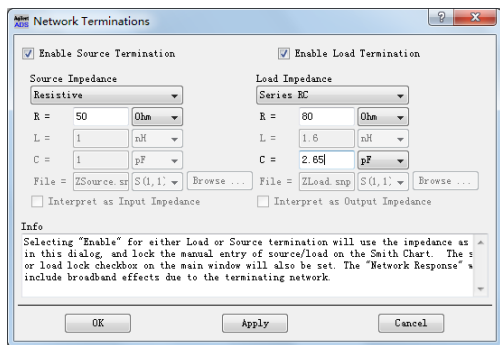 Agilent ADS Network Terminations
Enable Source Termination
Enable Load Termination
Source Impedance
Resistive
R = 50 Ohm
L = 1 nH
C = 1 pF
File = ZSource.sn S(1,1) Browse ...
Interpret as Input Impedance
Load Impedance
Series RC
R = 80 Ohm
L = 1.6 nH
C = 2.65 pF
File = ZLoad.snp S(1,1) Browse ...
Interpret as Output Impedance
Info
Selecting "Enable" for either Load or Source termination will use the impedance as
in this dialog, and lock the manual entry of source/load on the Smith Chart. The s
or load lock checkbox on the main window will also be set. The "Network Response" w
include broadband effects due to the terminating network.
OK
Apply
Cancel